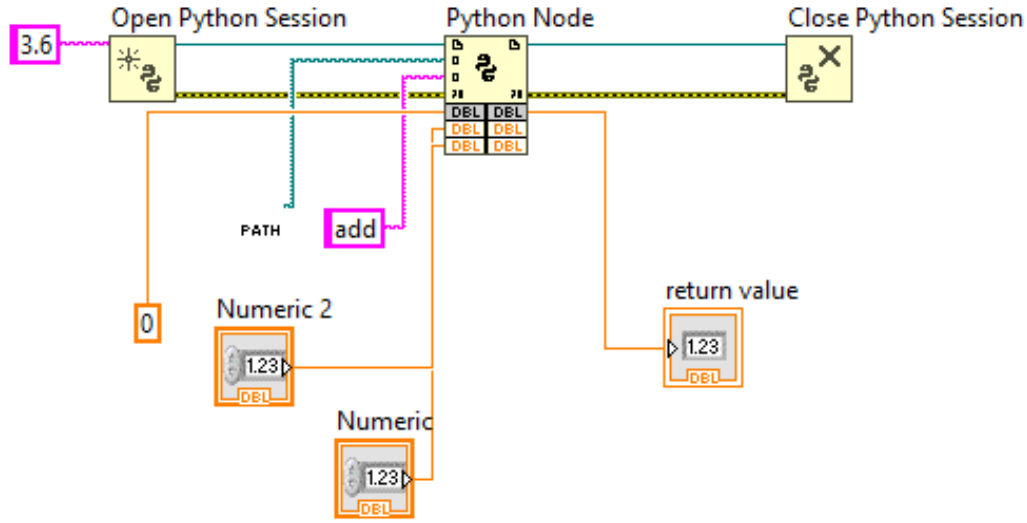 Open Python Session
Python Node
Close Python Session
3.6
DBL DBL
DBL DBL
DBL DBL
PATH
add
0
Numeric 2
1.23
DBL
return value
1.23
DBL
Numeric
1.23
DBL